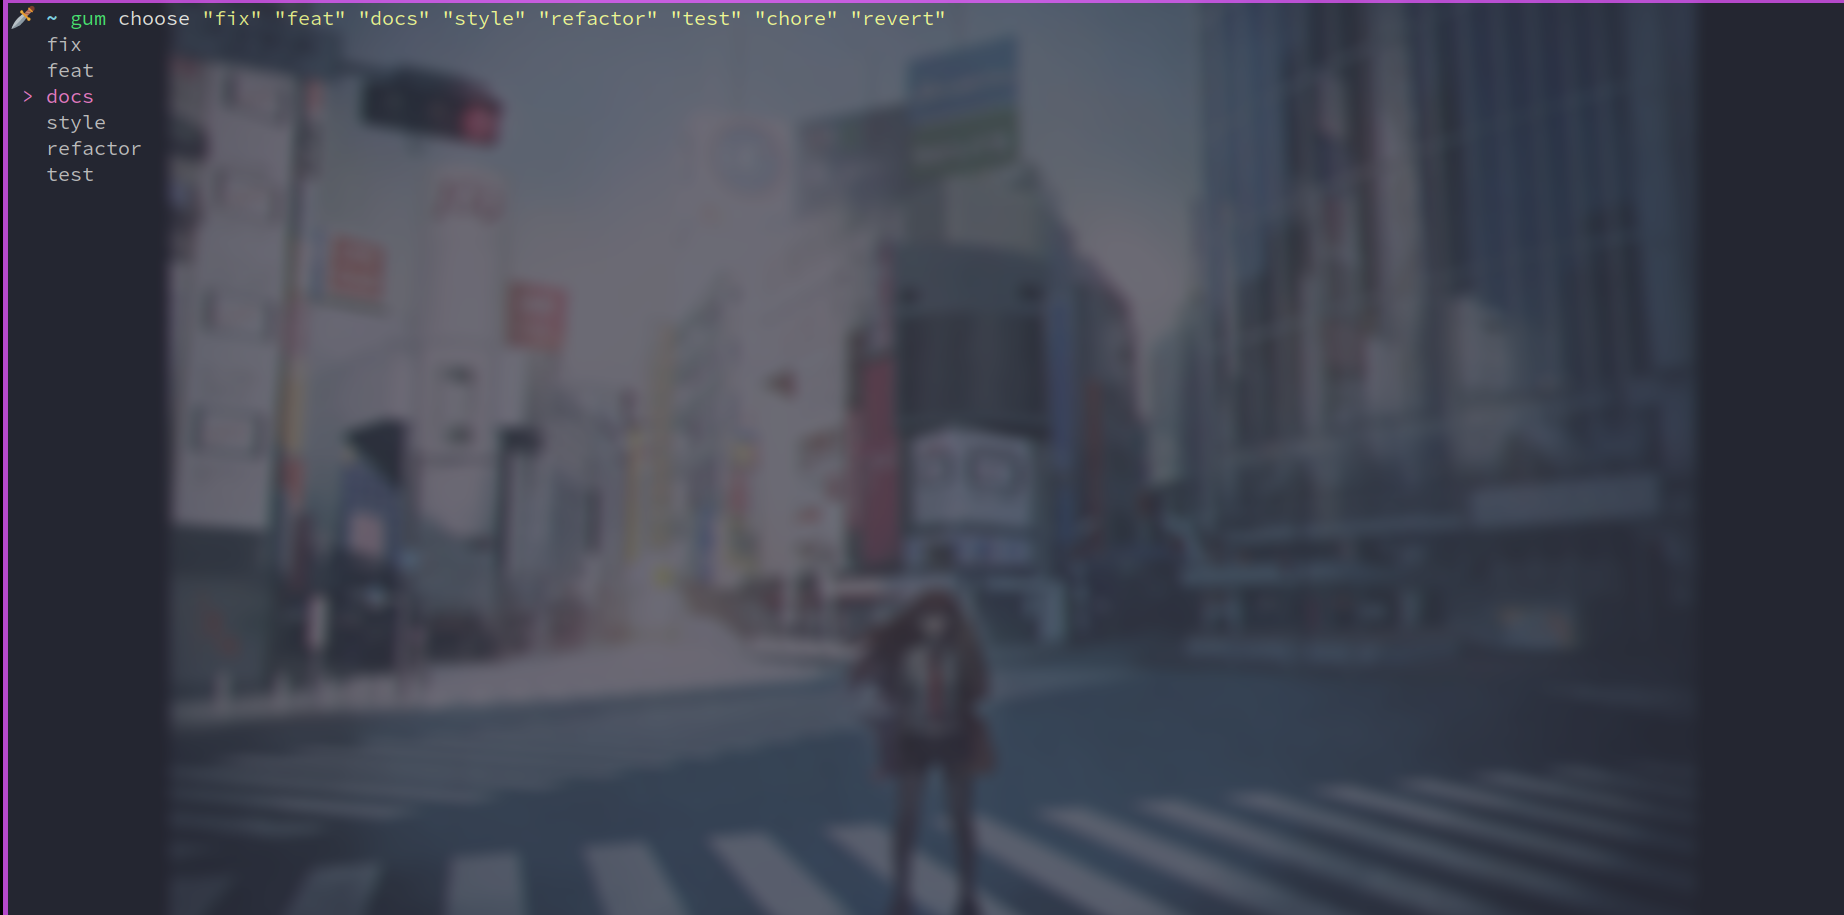 ~ gum choose "fix" "feat" "docs" "style" "refactor" "test" "chore" "revert"
fix
feat
> docs
style
refactor
test